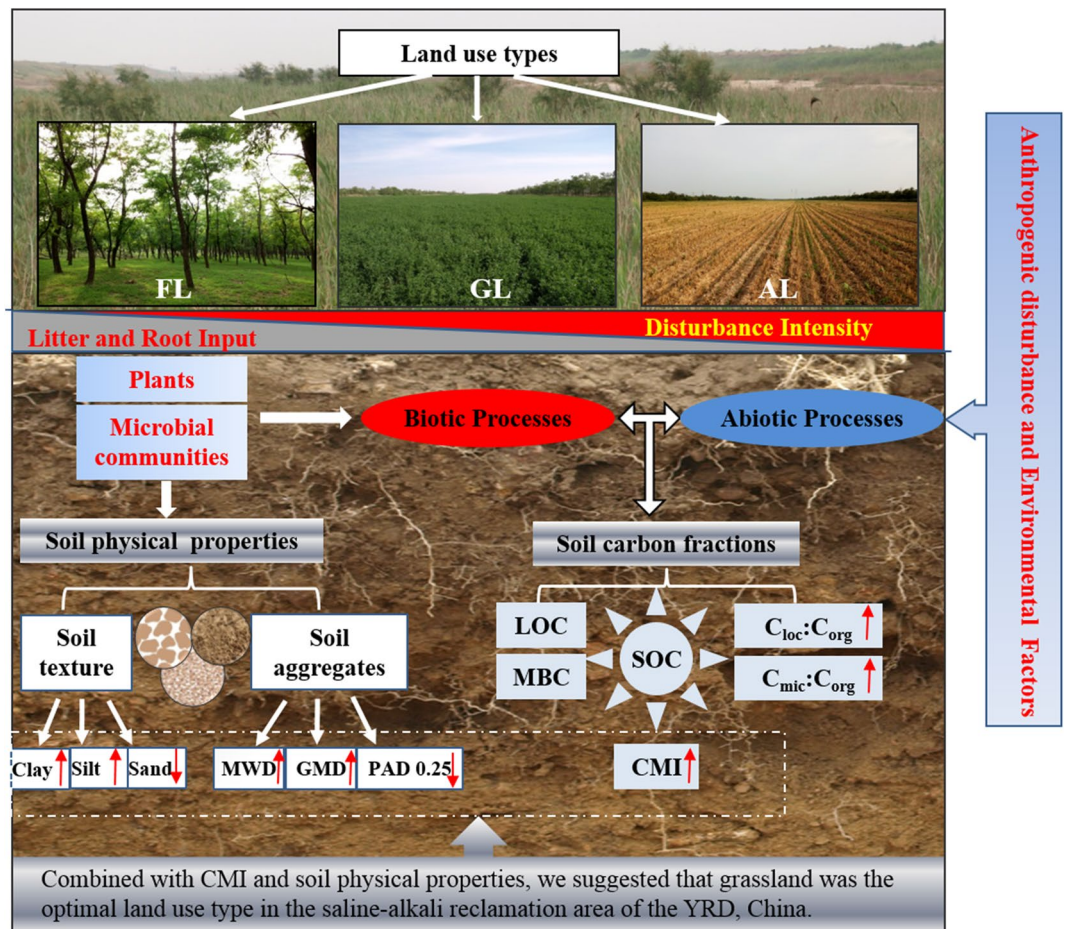 Land use types
FL
GL
AL
Litter and Root Input
Disturbance Intensity
Anthropogenic disturbance and Environmental Factors
Plants
Microbial
communities
Biotic Processes
Abiotic Processes
Soil physical properties
Soil carbon fractions
Soil
texture
Soil
aggregates
LOC
MBC
SOC
Cloc:Corg
Cmic:Corg
Clay
Silt
Sand
MWD
GMD
PAD 0.25
CMI
Combined with CMI and soil physical properties, we suggested that grassland was the
optimal land use type in the saline-alkali reclamation area of the YRD, China.